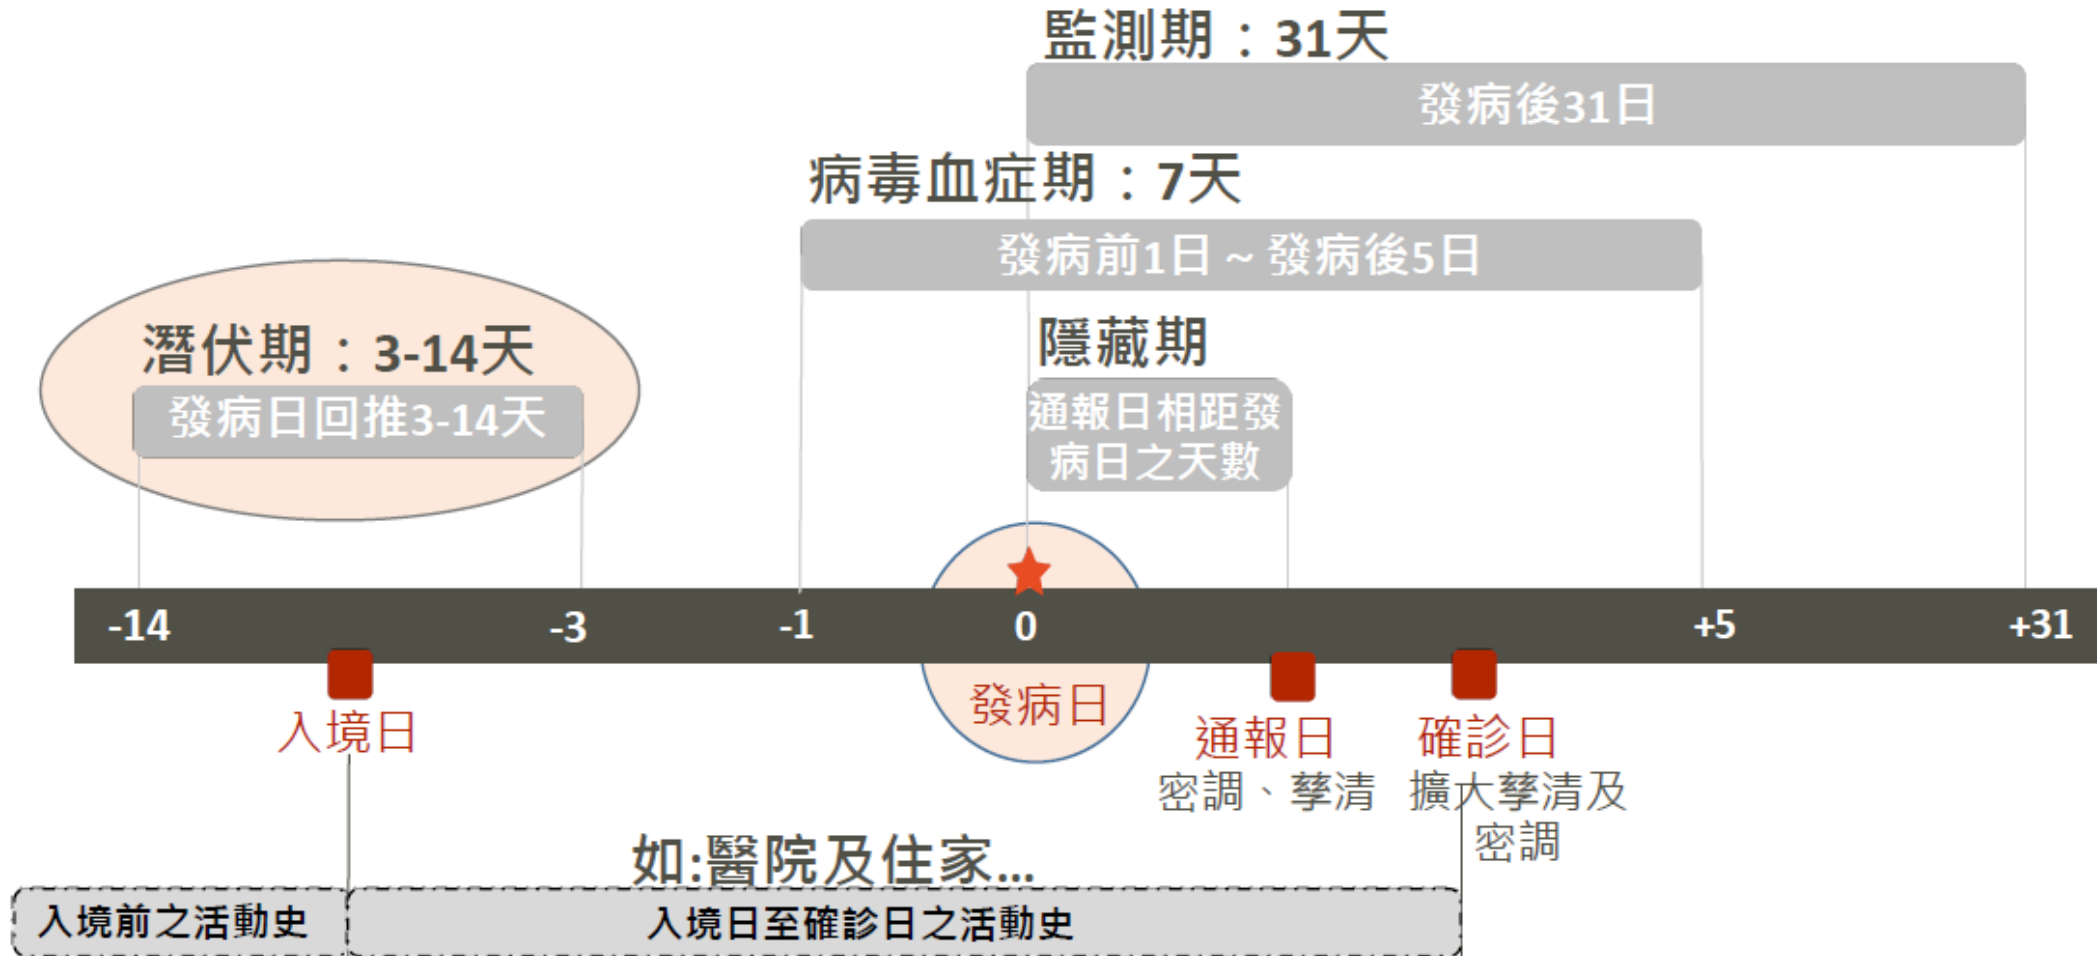 監測期：31天
發病後31日
病毒血症期：7天
發病前1日～發病後5日
潛伏期：3-14天
發病日回推3-14天
隱藏期
通報日相距發
病日之天數
-14
-3
-1
0
+5
+31
入境日
發病日
通報日
密調、孳清
確診日
擴大孳清及
密調
如:醫院及住家...
入境前之活動史
入境日至確診日之活動史